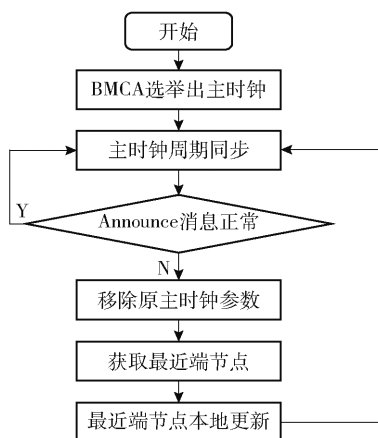 开始
BMCA选举出主时钟
主时钟周期同步
Y
Announce消息正常
N
移除原主时钟参数
获取最近端节点
最近端节点本地更新